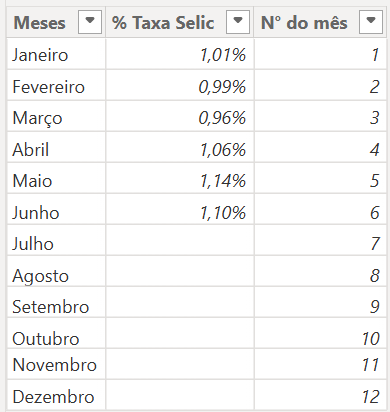 Meses % Taxa Selic N° do mês
Janeiro 1,01% 1
Fevereiro 0,99% 2
Março 0,96% 3
Abril 1,06% 4
Maio 1,14% 5
Junho 1,10% 6
Julho 7
Agosto 8
Setembro 9
Outubro 10
Novembro 11
Dezembro 12